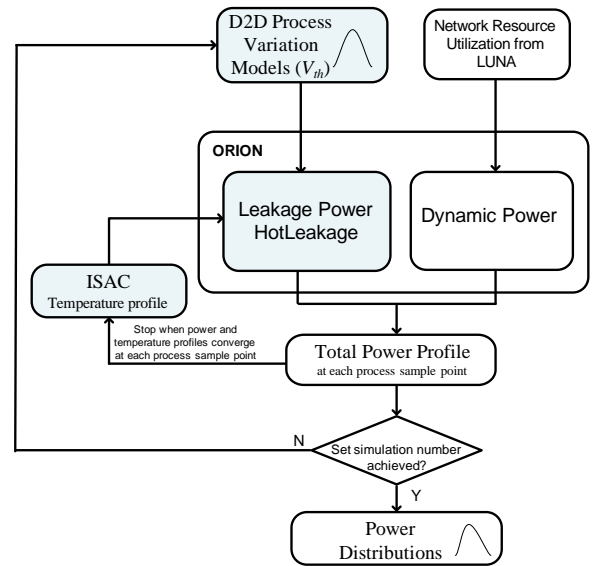 D2D Process
Variation
Models (Vth)
Network Resource
Utilization from
LUNA
ORION
Leakage Power
HotLeakage
Dynamic Power
ISAC
Temperature profile
Stop when power and
temperature profiles converge
at each process sample point
Total Power Profile
at each process sample point
N
Set simulation number
achieved?
Y
Power
Distributions